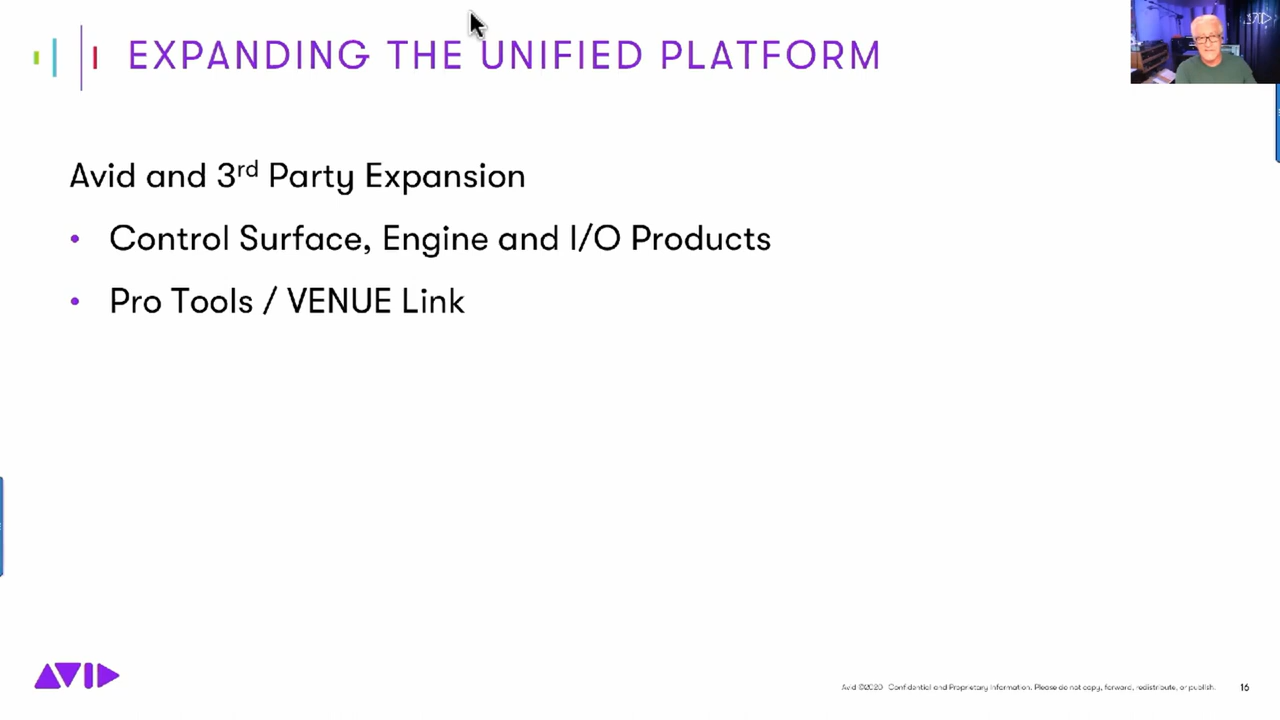 EXPANDING THE UNIFIED PLATFORM
Avid and 3rd Party Expansion
• Control Surface, Engine and I/O Products
• Pro Tools / VENUE Link
AVID
Avid ©2020 Confidential and Proprietary Information. Please do not copy, forward, redistribute, or publish. 16